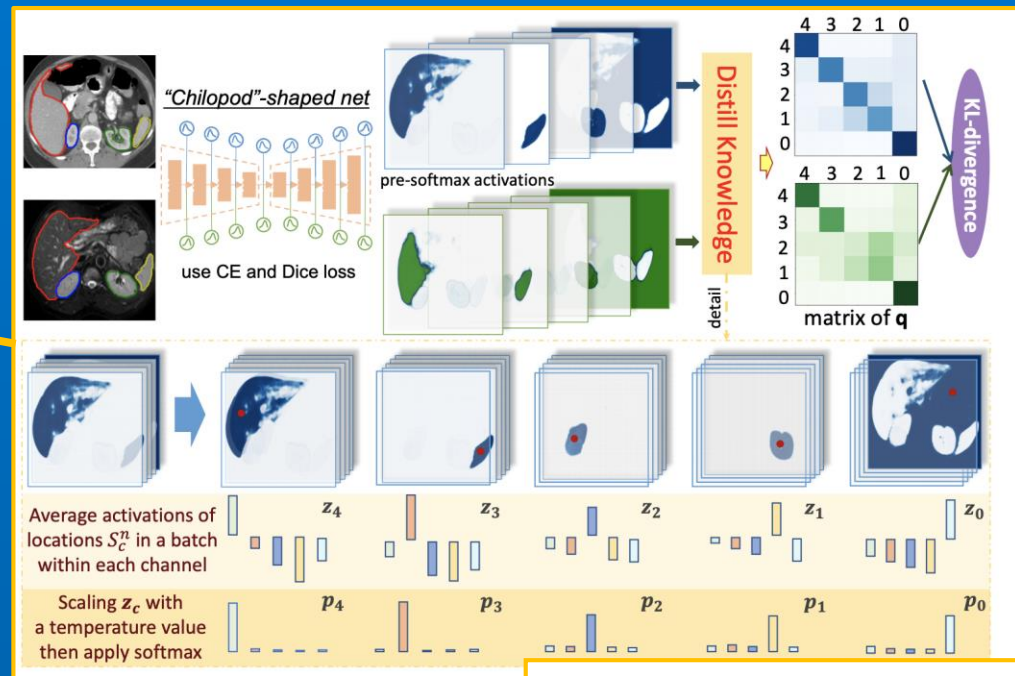 "Chilopod"-shaped net
use CE and Dice loss
pre-softmax activations
Distill Knowledge
detail
4 3 2 1 0
4
3
2
1
0
4 3 2 1 0
4
3
2
1
0
matrix of q
KL-divergence
Average activations of
locations S_c^n in a batch
within each channel
z_4
z_3
z_2
z_1
z_0
Scaling z_c with
a temperature value
then apply softmax
p_4
p_3
p_2
p_1
p_0